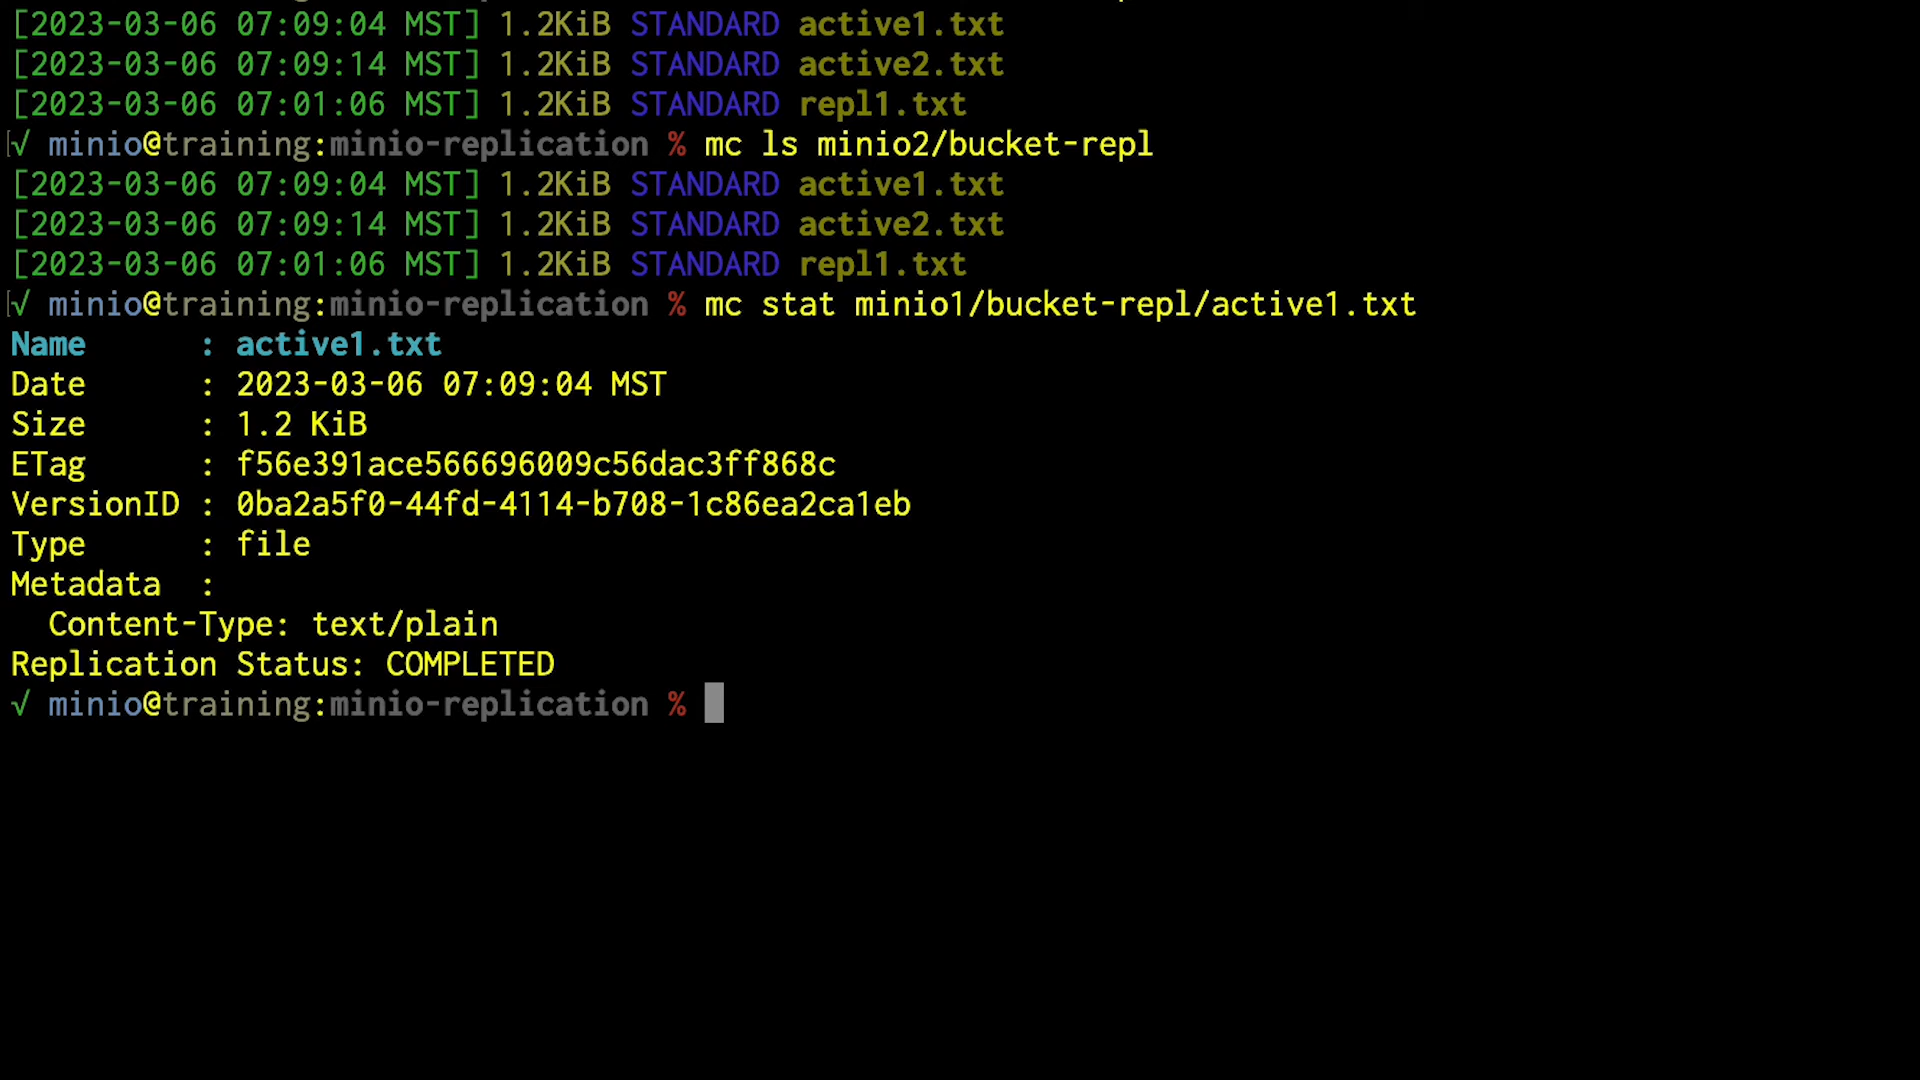 [2023-03-06 07:09:04 MST] 1.2KiB STANDARD active1.txt
[2023-03-06 07:09:14 MST] 1.2KiB STANDARD active2.txt
[2023-03-06 07:01:06 MST] 1.2KiB STANDARD repl1.txt
[√ minio@training:minio-replication % mc ls minio2/bucket-repl
[2023-03-06 07:09:04 MST] 1.2KiB STANDARD active1.txt
[2023-03-06 07:09:14 MST] 1.2KiB STANDARD active2.txt
[2023-03-06 07:01:06 MST] 1.2KiB STANDARD repl1.txt
[√ minio@training:minio-replication % mc stat minio1/bucket-repl/active1.txt
Name      : active1.txt
Date      : 2023-03-06 07:09:04 MST
Size      : 1.2 KiB
ETag      : f56e391ace566696009c56dac3ff868c
VersionID : 0ba2a5f0-44fd-4114-b708-1c86ea2ca1eb
Type      : file
Metadata  :
  Content-Type: text/plain
Replication Status: COMPLETED
√ minio@training:minio-replication %